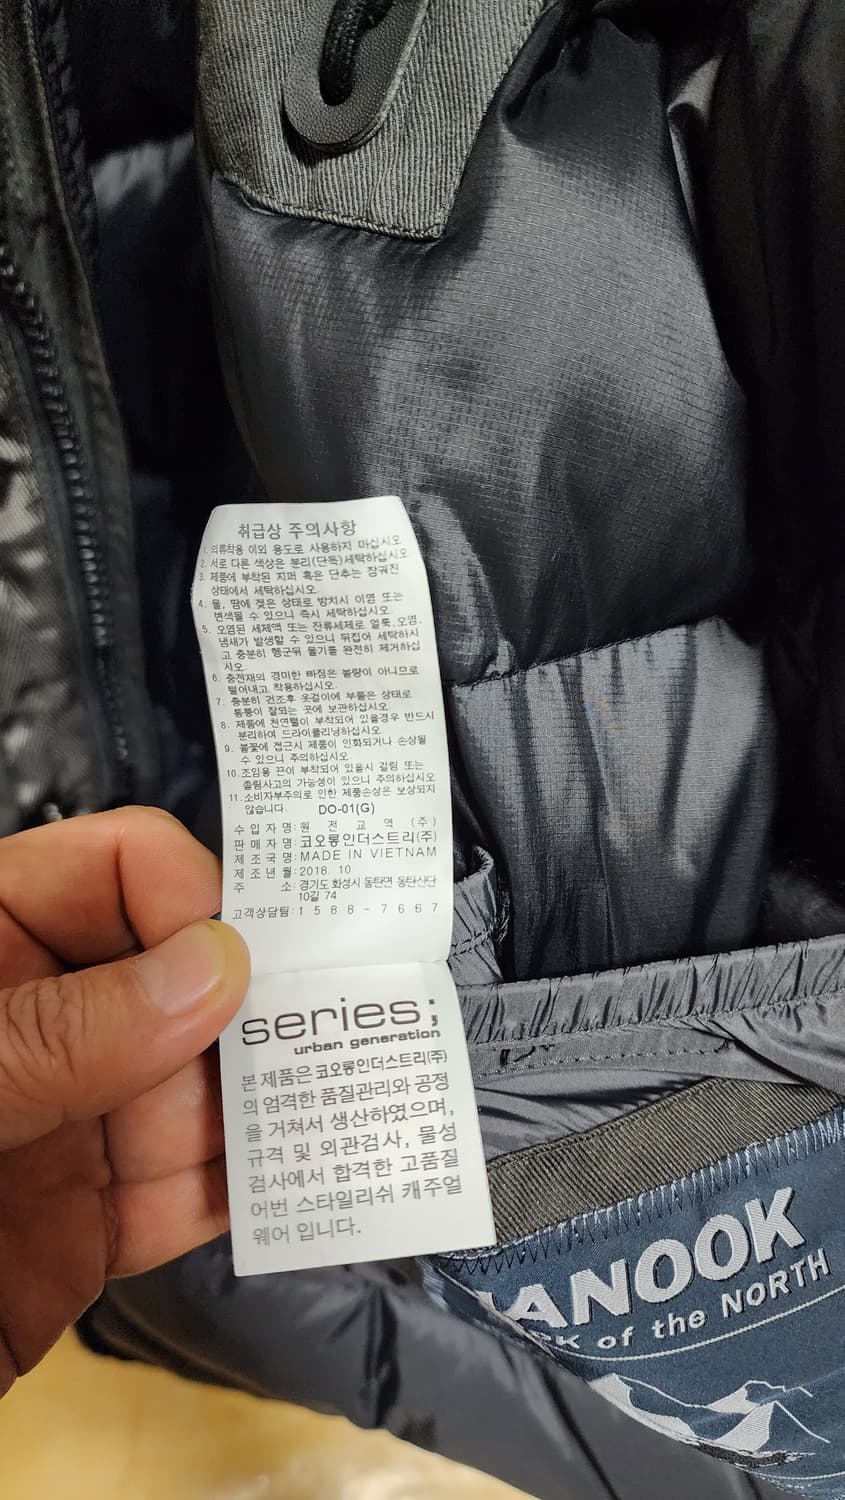 취급상 주의사항
1. 의류착용 이외 용도로 사용하지 마십시오
2. 서로 다른 색상은 분리(단독)세탁하십시오
3. 제품에 부착된 지퍼 혹은 단추는 잠궈진
상태에서 세탁하십시오.
4. 물, 땀에 젖은 상태로 방치시 이염 또는
변색될 수 있으니 즉시 세탁하십시오.
5. 오염된 세제액 또는 잔류세제로 얼룩,오염,
냄새가 발생할 수 있으니 뒤집어 세탁하시
고 충분히 헹군뒤 물기를 완전히 제거하십
시오.
6. 충전재의 경미한 빠짐은 불량이 아니므로
털어내고 착용하십시오.
7. 충분히 건조후 옷걸이에 부풀은 상태로
통풍이 잘되는 곳에 보관하십시오.
8. 제품에 천연털이 부착되어 있을경우 반드시
분리하여 드라이클리닝하십시오.
9. 불꽃에 접근시 제품이 인화되거나 손상될
수 있으니 주의하십시오.
10. 조임용 끈이 부착되어 있을시 걸림 또는
졸림사고의 가능성이 있으니 주의하십시오
11. 소비자부주의로 인한 제품손상은 보상되지
않습니다. DO-01(G)
수 입 자 명: 원 전 교 역 (주)
판 매 자 명: 코오롱인더스트리(주)
제 조 국 명: MADE IN VIETNAM
제 조 년 월: 2018. 10
주 소: 경기도 화성시 동탄면 동탄산단
10길 74
고객상담팀: 1588-7667
series;
urban generation
본 제품은 코오롱인더스트리(주)
의 엄격한 품질관리와 공정
을 거쳐서 생산하였으며,
규격 및 외관검사, 물성
검사에서 합격한 고품질
어번 스타일리쉬 캐주얼
웨어 입니다.
ANOOK
of the NORTH